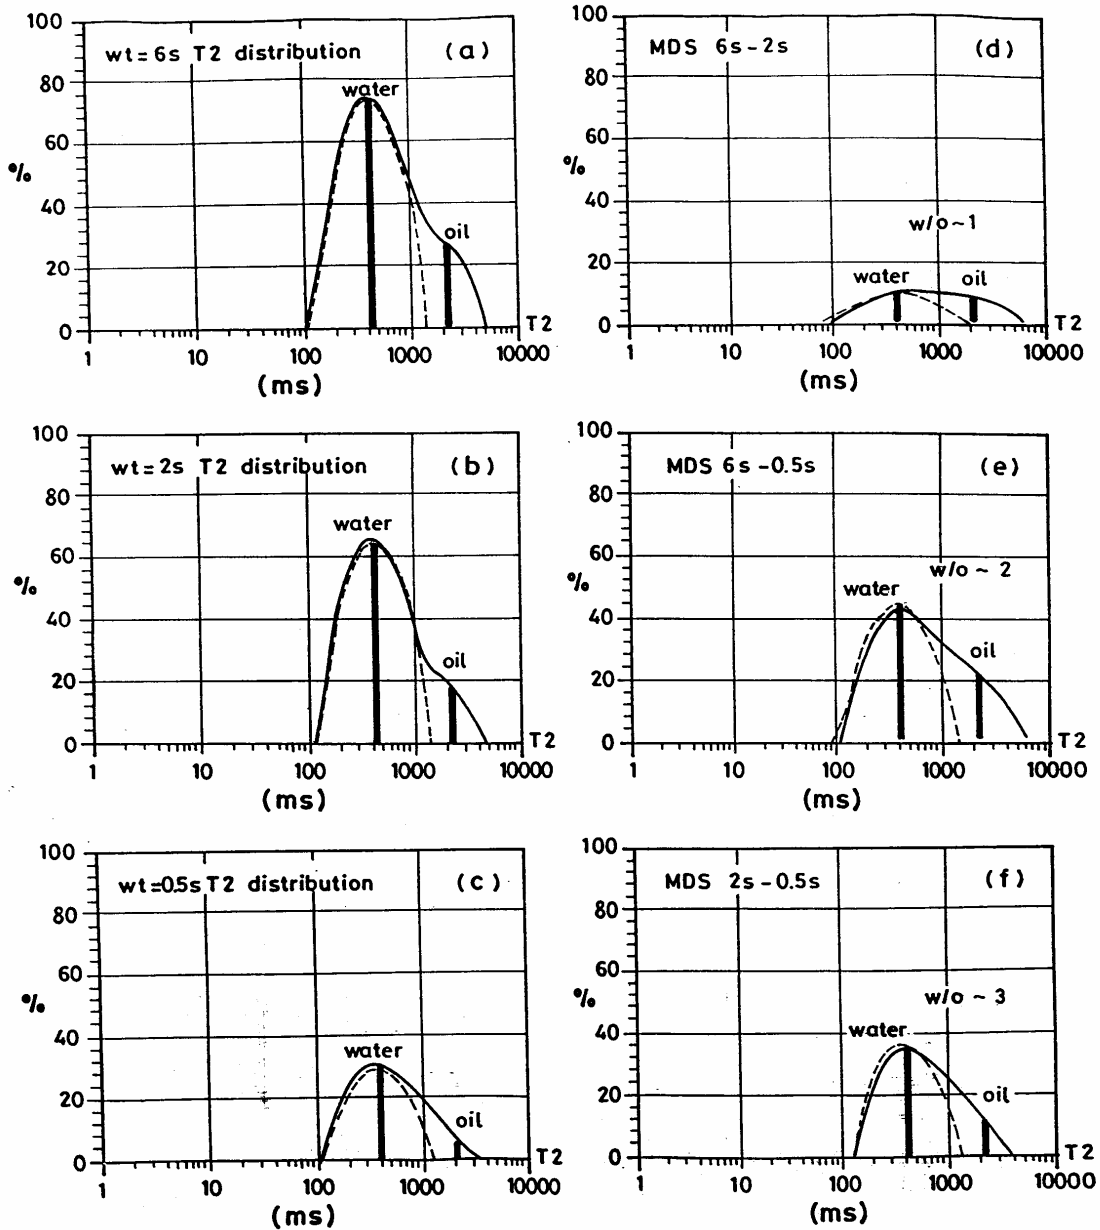 100
80
60
40
20
0
%
wt=6s T2 distribution (a)
water
oil
T2
1 10 100 1000 10000
(ms)
100
80
60
40
20
0
%
MDS 6s-2s (d)
w/o~1
water oil
T2
1 10 100 1000 10000
(ms)
100
80
60
40
20
0
%
wt=2s T2 distribution (b)
water
oil
T2
1 10 100 1000 10000
(ms)
100
80
60
40
20
0
%
MDS 6s-0.5s (e)
w/o ~ 2
water
oil
T2
1 10 100 1000 10000
(ms)
100
80
60
40
20
0
%
wt=0.5s T2 distribution (c)
water
oil
T2
1 10 100 1000 10000
(ms)
100
80
60
40
20
0
%
MDS 2s-0.5s (f)
w/o ~ 3
water
oil
T2
1 10 100 1000 10000
(ms)